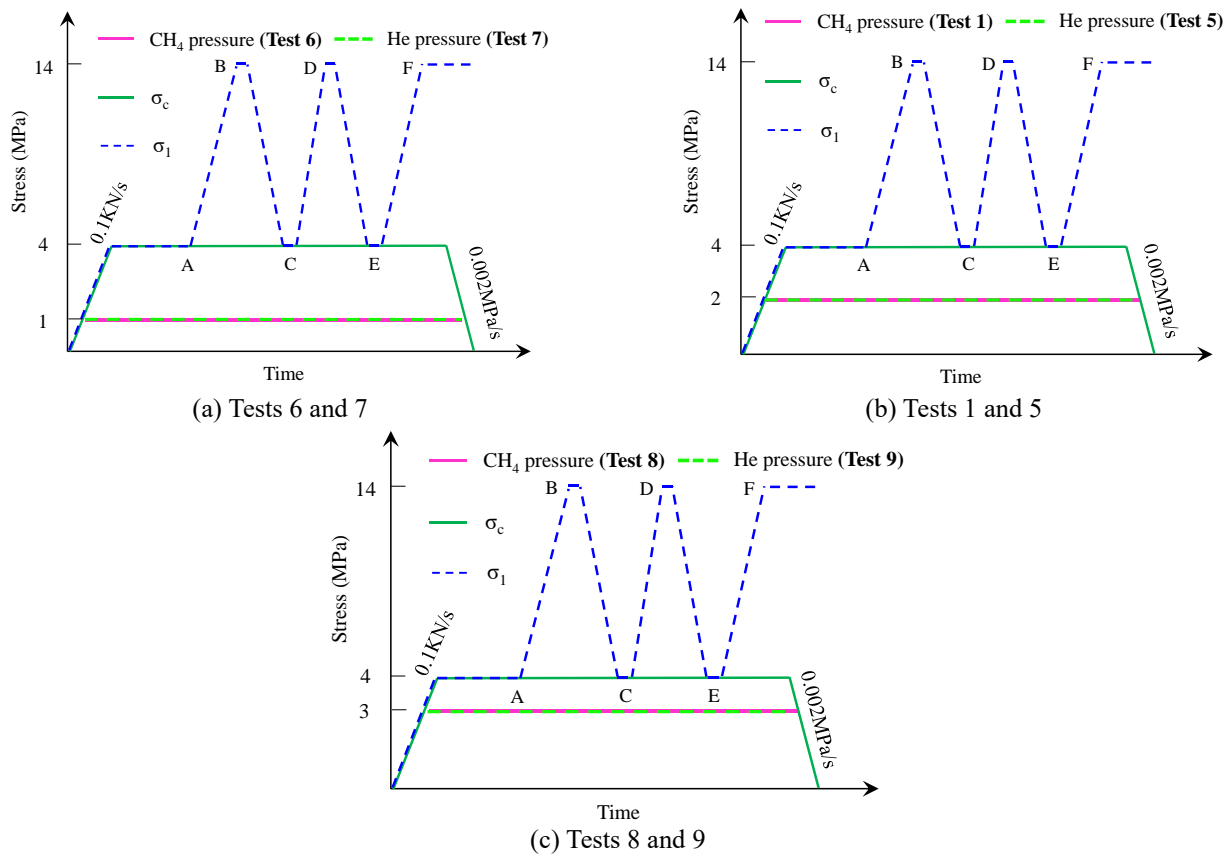 CH4 pressure (Test 6) He pressure (Test 7)
14
B
D
F
σc
σ1
Stress (MPa)
0.1KN/s
4
A
C
E
0.002MPa/s
1
Time
(a) Tests 6 and 7
CH4 pressure (Test 1) He pressure (Test 5)
14
B
D
F
σc
σ1
Stress (MPa)
0.1KN/s
4
A
C
E
0.002MPa/s
2
Time
(b) Tests 1 and 5
CH4 pressure (Test 8) He pressure (Test 9)
14
B
D
F
σc
σ1
Stress (MPa)
0.1KN/s
4
A
C
E
0.002MPa/s
3
Time
(c) Tests 8 and 9